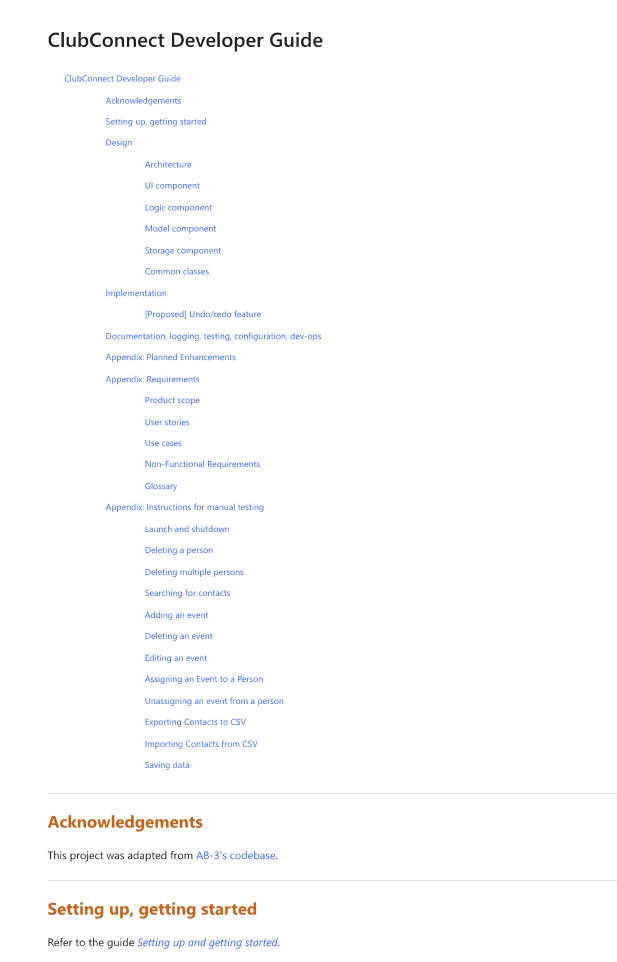 ClubConnect Developer Guide
ClubConnect Developer Guide
Acknowledgements
Setting up, getting started
Design
Architecture
UI component
Logic component
Model component
Storage component
Common classes
Implementation
[Proposed] Undo/redo feature
Documentation, logging, testing, configuration, dev-ops
Appendix: Planned Enhancements
Appendix: Requirements
Product scope
User stories
Use cases
Non-Functional Requirements
Glossary
Appendix: Instructions for manual testing
Launch and shutdown
Deleting a person
Deleting multiple persons
Searching for contacts
Adding an event
Deleting an event
Editing an event
Assigning an Event to a Person
Unassigning an event from a person
Exporting Contacts to CSV
Importing Contacts from CSV
Saving data
Acknowledgements
This project was adapted from AB-3's codebase.
Setting up, getting started
Refer to the guide Setting up and getting started.